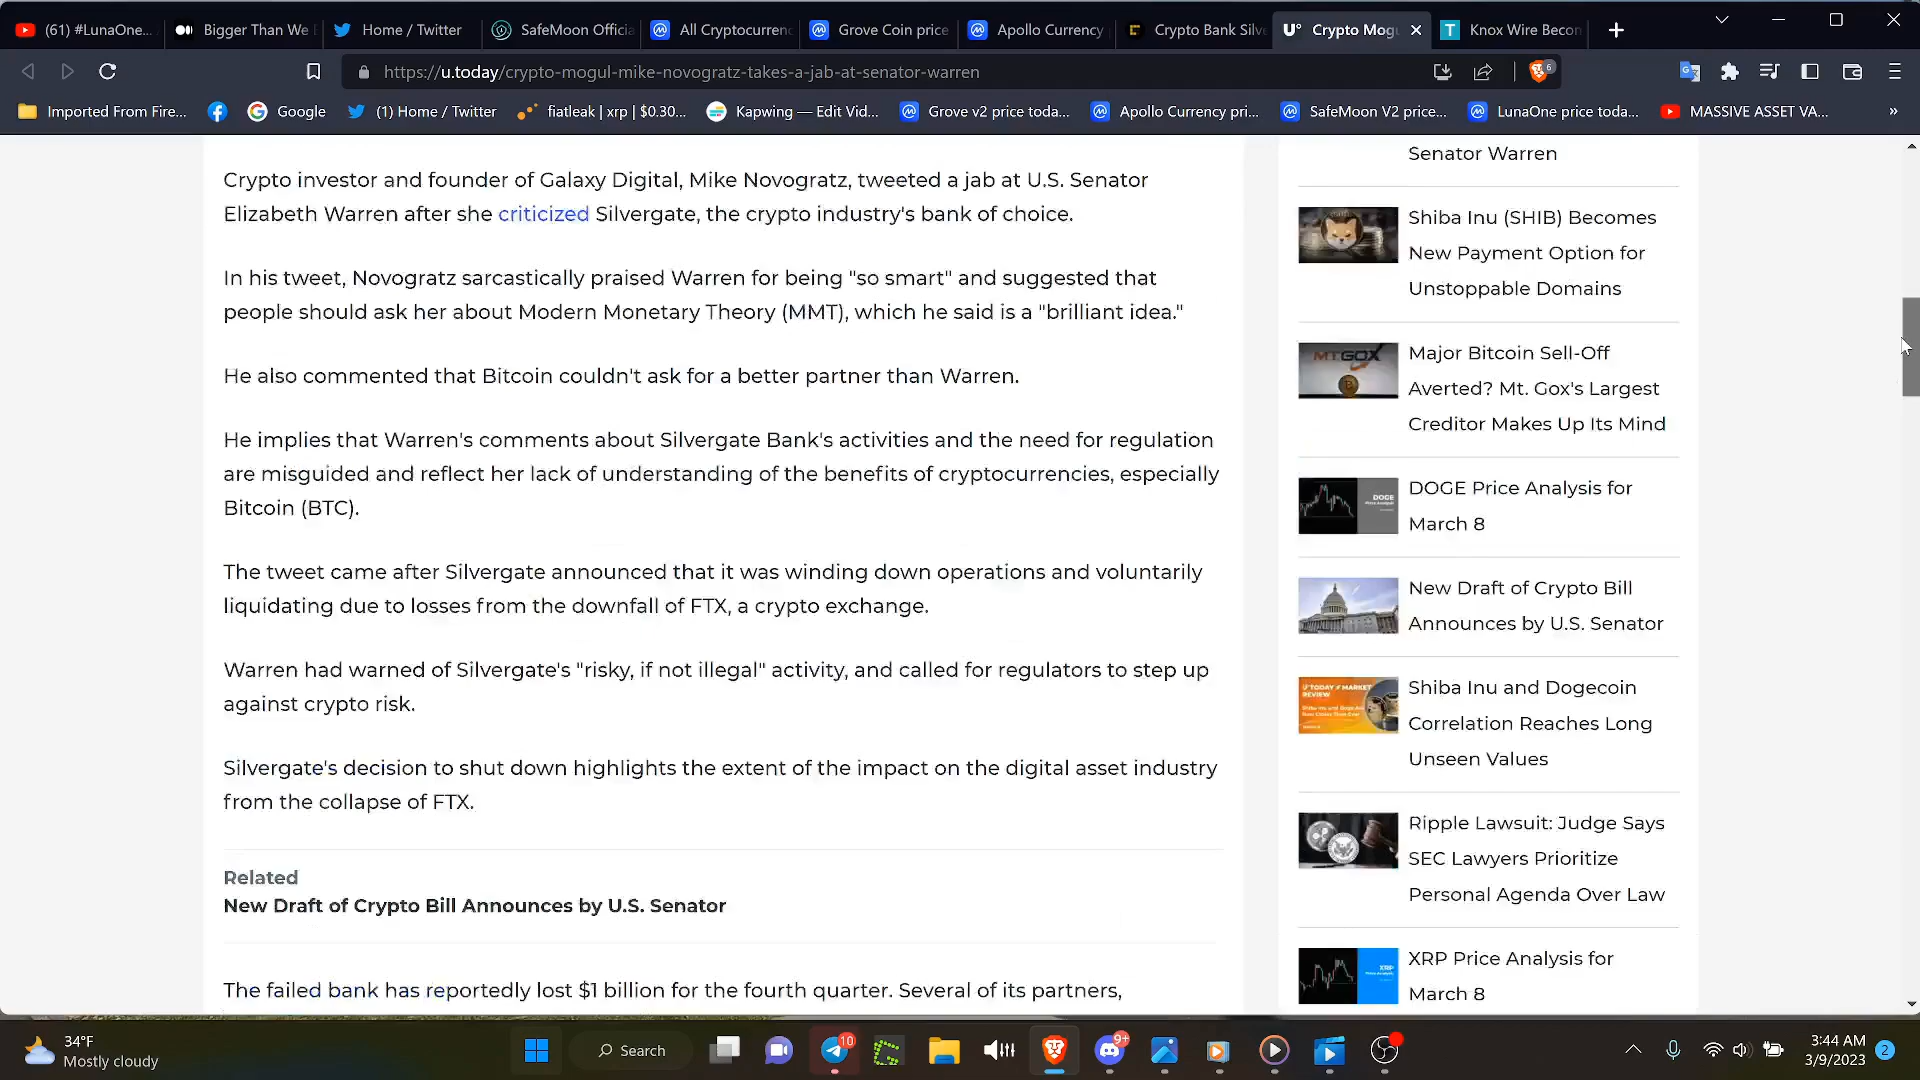 (61) #LunaOne...
Bigger Than We
Home / Twitter
SafeMoon Officia
All Cryptocurren
Grove Coin price
Apollo Currency
Crypto Bank Silv
Crypto Mog
Knox Wire Becon
https://u.today/crypto-mogul-mike-novogratz-takes-a-jab-at-senator-warren
6
Imported From Fire...
Google
(1) Home / Twitter
fiatleak | xrp | $0.30...
Kapwing — Edit Vid...
Grove v2 price toda...
Apollo Currency pri...
SafeMoon V2 price...
LunaOne price toda...
MASSIVE ASSET VA...
»
Crypto investor and founder of Galaxy Digital, Mike Novogratz, tweeted a jab at U.S. Senator
Elizabeth Warren after she criticized Silvergate, the crypto industry's bank of choice.
In his tweet, Novogratz sarcastically praised Warren for being "so smart" and suggested that
people should ask her about Modern Monetary Theory (MMT), which he said is a "brilliant idea."
He also commented that Bitcoin couldn't ask for a better partner than Warren.
He implies that Warren's comments about Silvergate Bank's activities and the need for regulation
are misguided and reflect her lack of understanding of the benefits of cryptocurrencies, especially
Bitcoin (BTC).
The tweet came after Silvergate announced that it was winding down operations and voluntarily
liquidating due to losses from the downfall of FTX, a crypto exchange.
Warren had warned of Silvergate's "risky, if not illegal" activity, and called for regulators to step up
against crypto risk.
Silvergate's decision to shut down highlights the extent of the impact on the digital asset industry
from the collapse of FTX.
Related
New Draft of Crypto Bill Announces by U.S. Senator
The failed bank has reportedly lost $1 billion for the fourth quarter. Several of its partners,
Senator Warren
Shiba Inu (SHIB) Becomes
New Payment Option for
Unstoppable Domains
MT.GOX
Major Bitcoin Sell-Off
Averted? Mt. Gox's Largest
Creditor Makes Up Its Mind
DOGE
DOGE Price Analysis for
March 8
New Draft of Crypto Bill
Announces by U.S. Senator
Shiba Inu and Dogecoin
Correlation Reaches Long
Unseen Values
Ripple Lawsuit: Judge Says
SEC Lawyers Prioritize
Personal Agenda Over Law
XRP
XRP Price Analysis for
March 8
34°F
Mostly cloudy
Search
10
9+
3:44 AM
3/9/2023
2